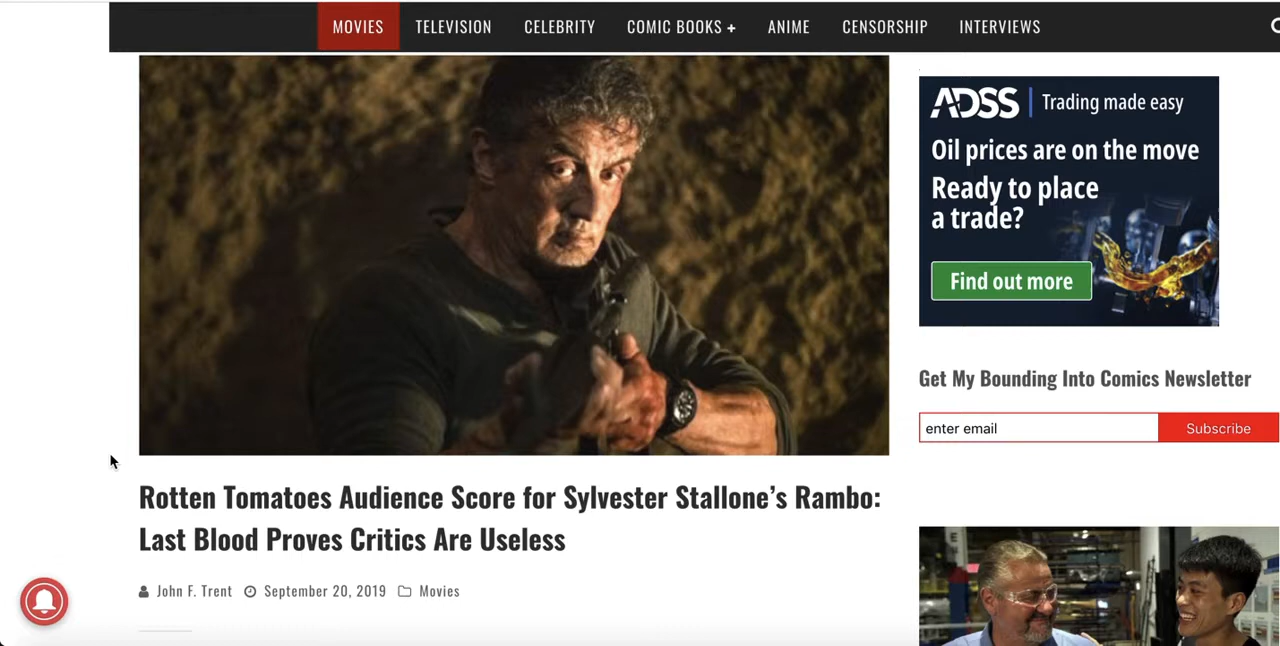 MOVIES TELEVISION CELEBRITY COMIC BOOKS + ANIME CENSORSHIP INTERVIEWS
ADSS | Trading made easy
Oil prices are on the move
Ready to place
a trade?
Find out more
Get My Bounding Into Comics Newsletter
enter email Subscribe
Rotten Tomatoes Audience Score for Sylvester Stallone’s Rambo:
Last Blood Proves Critics Are Useless
John F. Trent September 20, 2019 Movies